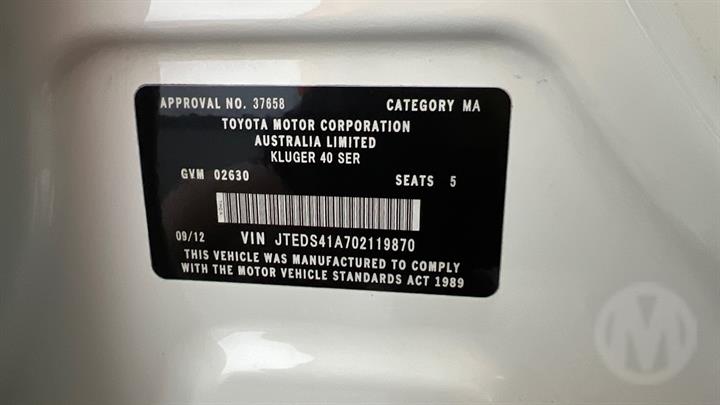 APPROVAL NO. 37658 CATEGORY MA
TOYOTA MOTOR CORPORATION
AUSTRALIA LIMITED
KLUGER 40 SER
GVM 02630 SEATS 5
09/12 VIN JTEDS41A702119870
THIS VEHICLE WAS MANUFACTURED TO COMPLY
WITH THE MOTOR VEHICLE STANDARDS ACT 1989
M